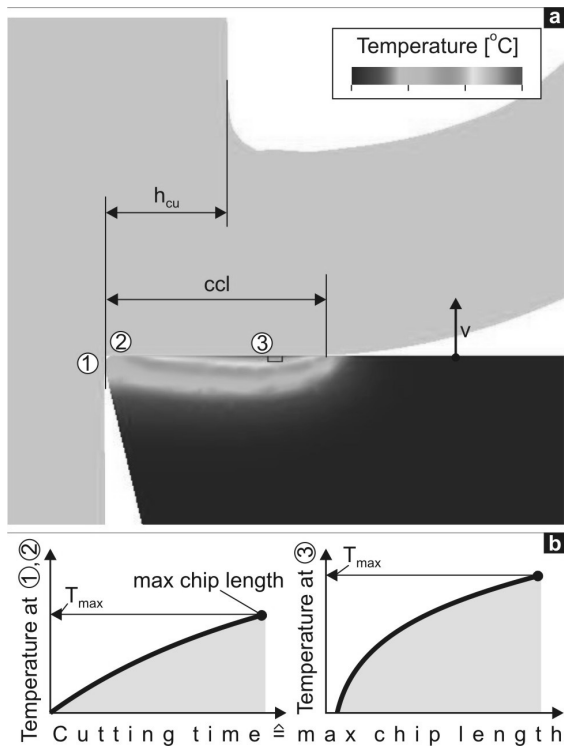 a
Temperature [°C]
h_cu
ccl
v
②
③
①
b
Temperature at ①,②
T_max
max chip length
Temperature at ③
T_max
Cutting time ⇒ max chip length